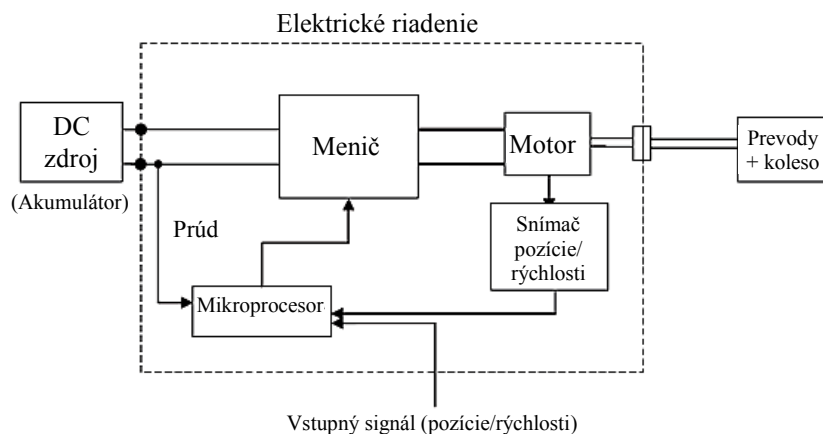 Elektrické riadenie
DC
zdroj
(Akumulátor)
Menič
Motor
Prevody
+ koleso
Prúd
Snímač
pozície/
rýchlosti
Mikroprocesor
Vstupný signál (pozície/rýchlosti)